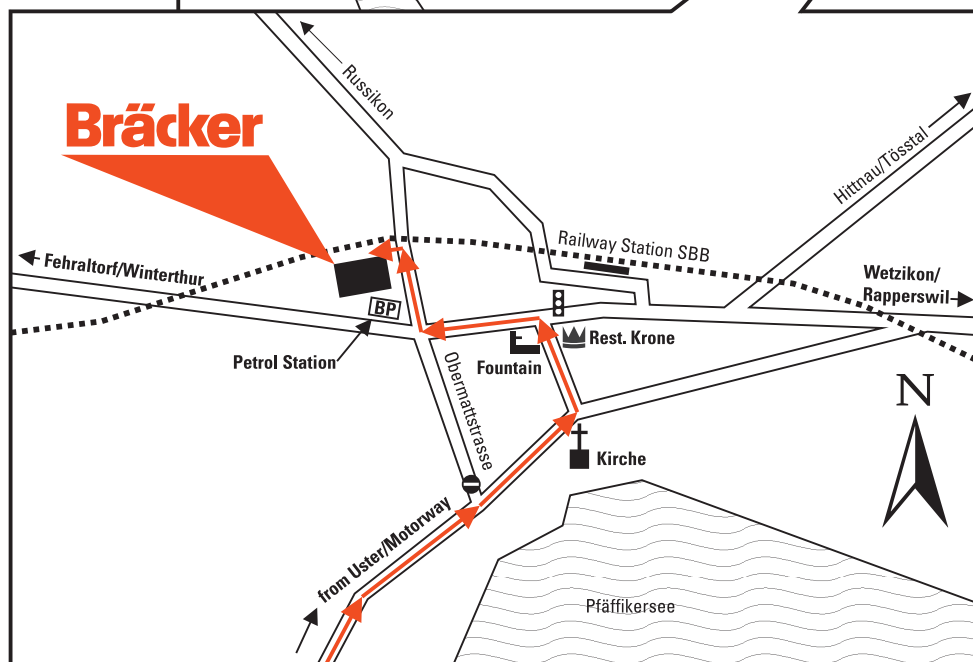 Russikon
Bräcker
Hittnau/Tösstal
Railway Station SBB
Fehraltorf/Winterthur
Wetzikon/
Rapperswil
BP
Rest. Krone
Petrol Station
Fountain
Obermattstrasse
N
Kirche
from Uster/Motorway
Pfäffikersee